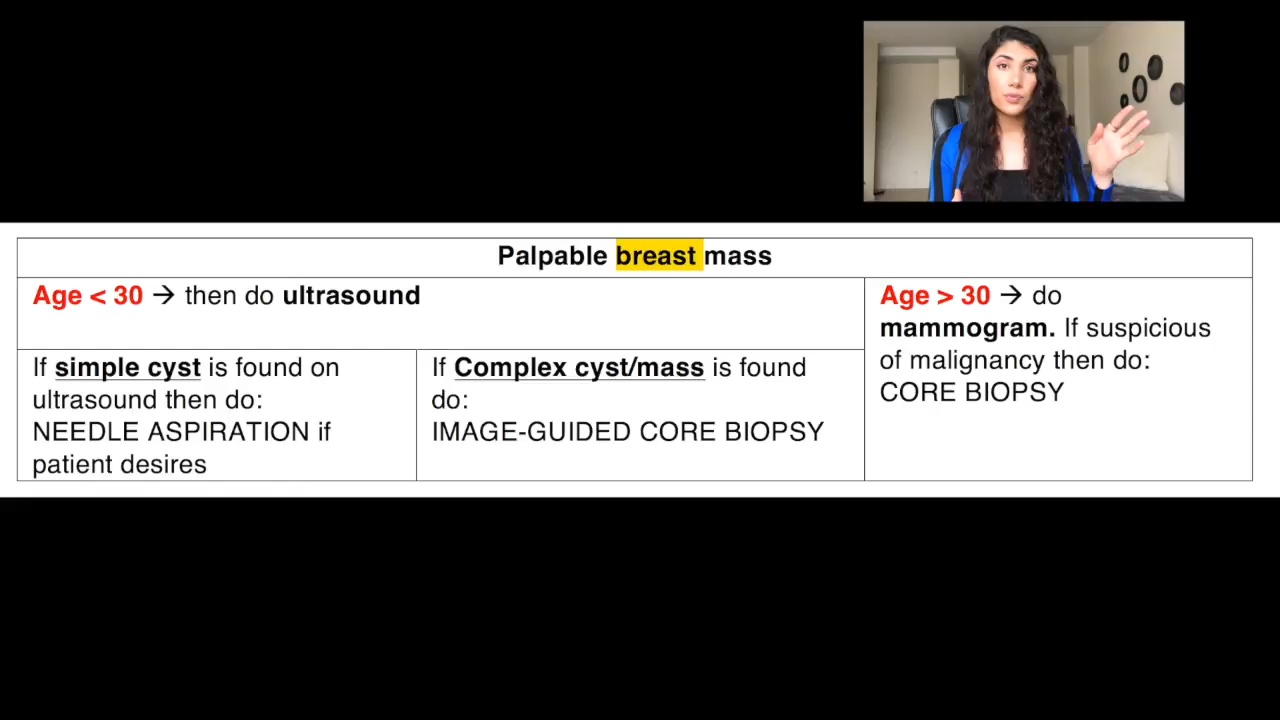 Palpable breast mass
Age < 30 → then do ultrasound
If simple cyst is found on
ultrasound then do:
NEEDLE ASPIRATION if
patient desires
If Complex cyst/mass is found
do:
IMAGE-GUIDED CORE BIOPSY
Age > 30 → do
mammogram. If suspicious
of malignancy then do:
CORE BIOPSY